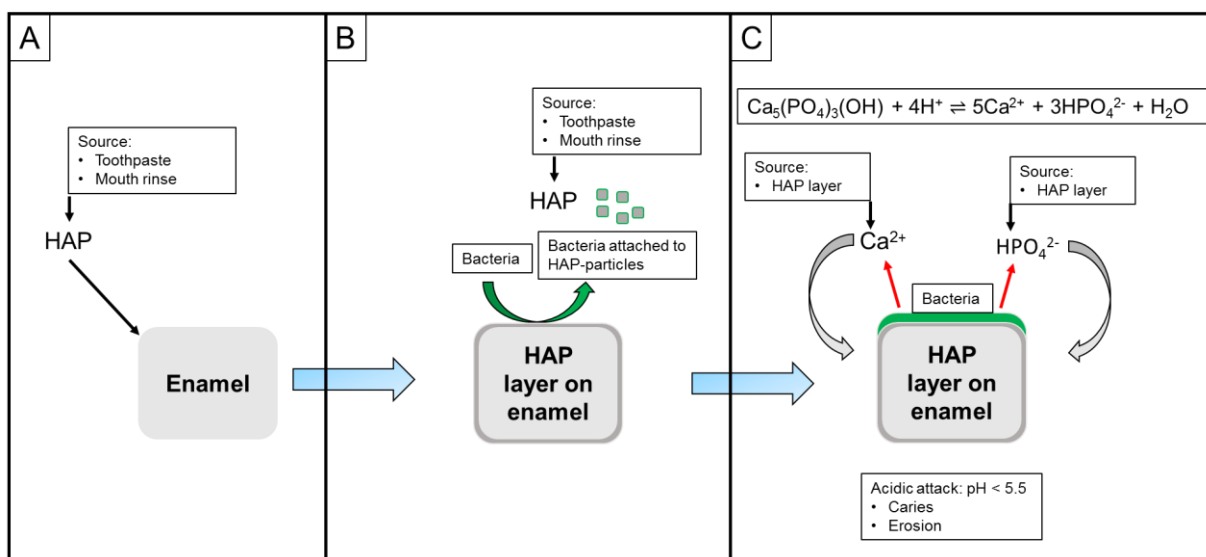 A
Source:
• Toothpaste
• Mouth rinse
HAP
Enamel
B
Source:
• Toothpaste
• Mouth rinse
HAP
Bacteria
Bacteria attached to
HAP-particles
HAP
layer on
enamel
C
Ca₅(PO₄)₃(OH) + 4H⁺ ⇌ 5Ca²⁺ + 3HPO₄²⁻ + H₂O
Source:
• HAP layer
Source:
• HAP layer
Ca²⁺
HPO₄²⁻
Bacteria
HAP
layer on
enamel
Acidic attack: pH < 5.5
• Caries
• Erosion